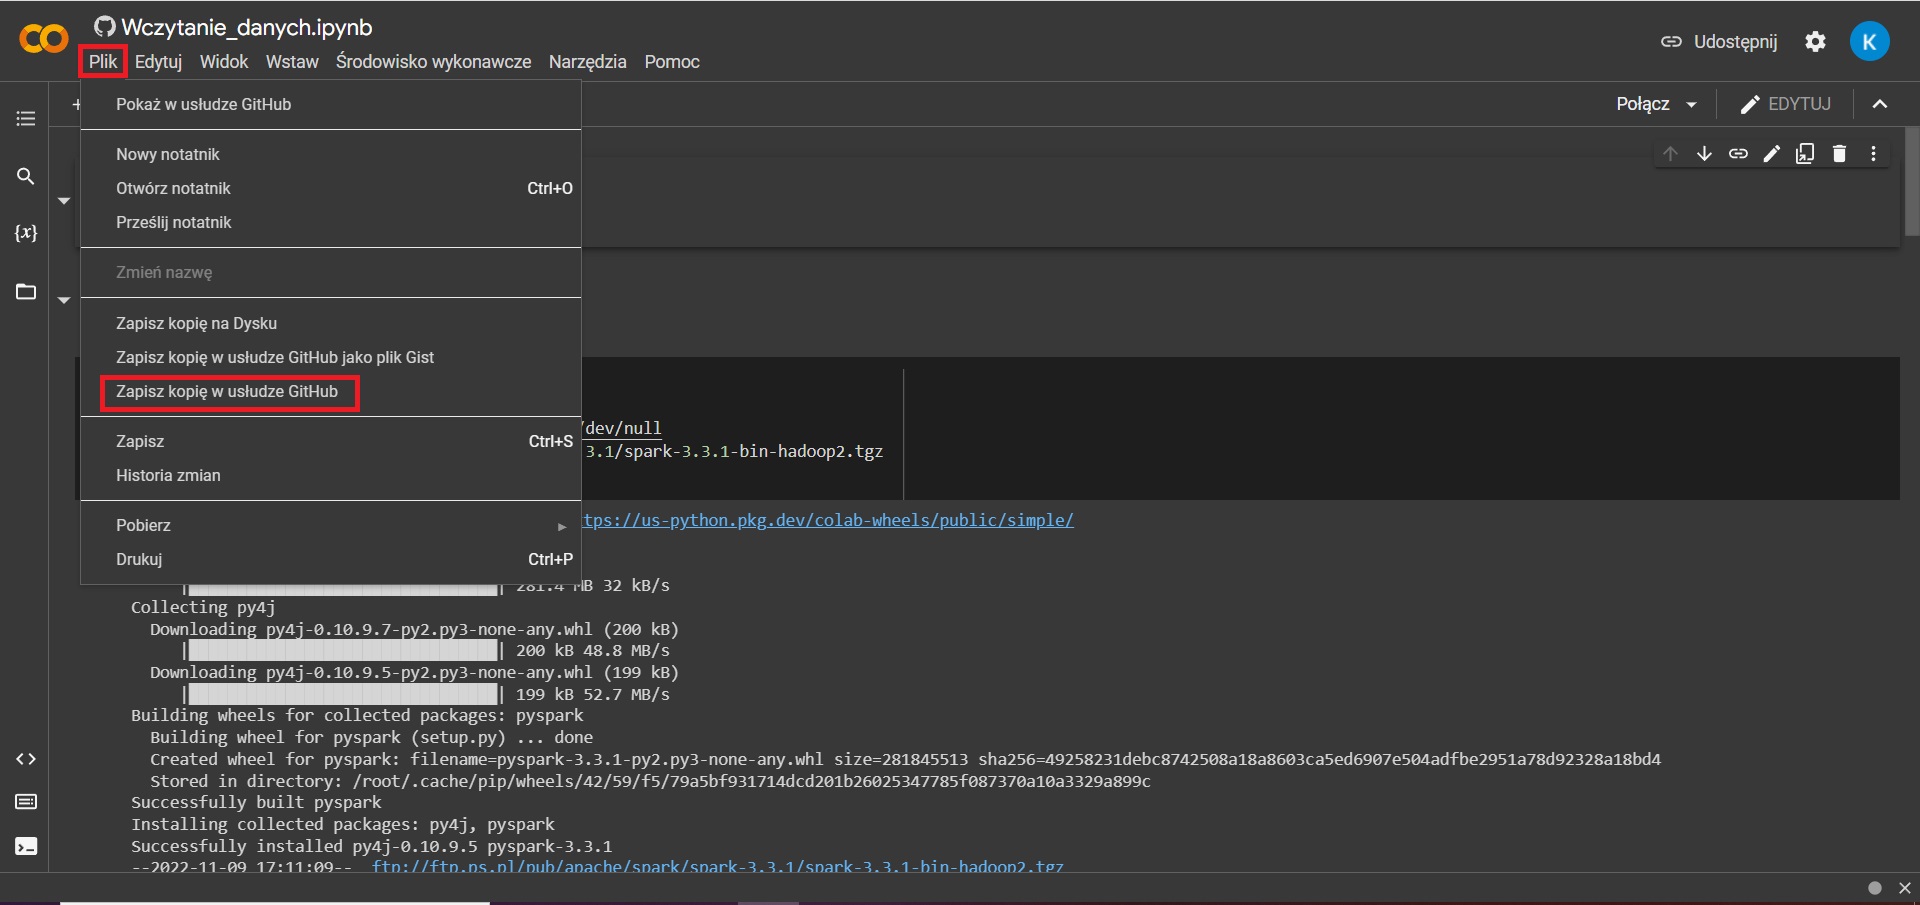 Wczytanie_danych.ipynb
Plik Edytuj Widok Wstaw Środowisko wykonawcze Narzędzia Pomoc
Udostępnij
K
+
Połącz
EDYTUJ
Pokaż w usłudze GitHub
Nowy notatnik
Otwórz notatnik Ctrl+O
Prześlij notatnik
{x}
Zmień nazwę
Zapisz kopię na Dysku
Zapisz kopię w usłudze GitHub jako plik Gist
Zapisz kopię w usłudze GitHub
Zapisz Ctrl+S
Historia zmian
Pobierz
Drukuj Ctrl+P
/dev/null
3.1/spark-3.3.1-bin-hadoop2.tgz
tps://us-python.pkg.dev/colab-wheels/public/simple/
281.4 MB 32 kB/s
Collecting py4j
Downloading py4j-0.10.9.7-py2.py3-none-any.whl (200 kB)
| | 200 kB 48.8 MB/s
Downloading py4j-0.10.9.5-py2.py3-none-any.whl (199 kB)
| | 199 kB 52.7 MB/s
Building wheels for collected packages: pyspark
Building wheel for pyspark (setup.py) ... done
Created wheel for pyspark: filename=pyspark-3.3.1-py2.py3-none-any.whl size=281845513 sha256=49258231debc8742508a18a8603ca5ed6907e504adfbe2951a78d92328a18bd4
Stored in directory: /root/.cache/pip/wheels/42/59/f5/79a5bf931714dcd201b26025347785f087370a10a3329a899c
Successfully built pyspark
Installing collected packages: py4j, pyspark
Successfully installed py4j-0.10.9.5 pyspark-3.3.1
--2022-11-09 17:11:09-- ftp://ftp.ps.pl/pub/apache/spark/spark-3.3.1/spark-3.3.1-bin-hadoop2.tgz